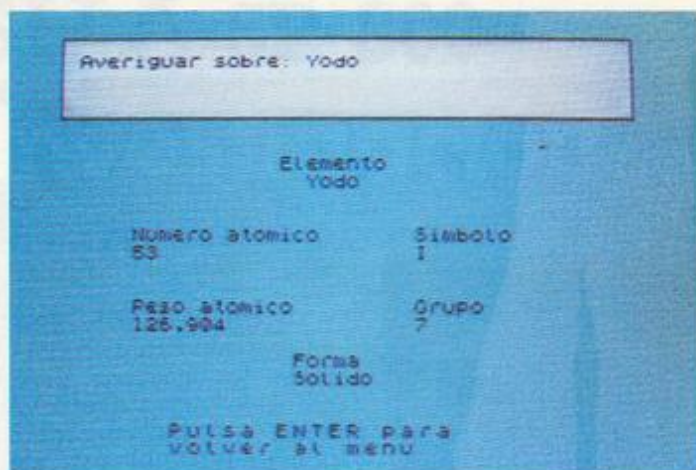 Averiguar sobre: Yodo
Elemento
Yodo
Numero atomico
53
Simbolo
I
Peso atomico
126.904
Grupo
7
Forma
Solido
Pulsa ENTER para
volver al menu